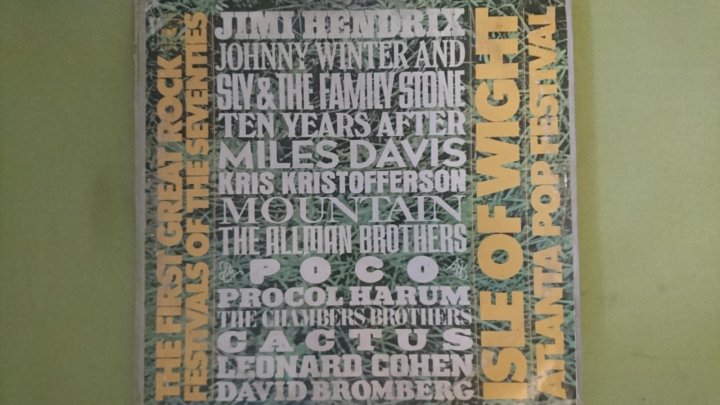 THE FIRST GREAT ROCK
FESTIVALS OF THE SEVENTIES
JIMI HENDRIX
JOHNNY WINTER AND
SLY & THE FAMILY STONE
TEN YEARS AFTER
MILES DAVIS
KRIS KRISTOFFERSON
MOUNTAIN
THE ALLMAN BROTHERS
POCO
PROCOL HARUM
THE CHAMBERS BROTHERS
CACTUS
LEONARD COHEN
DAVID BROMBERG
ISLE OF WIGHT
ATLANTA POP FESTIVAL